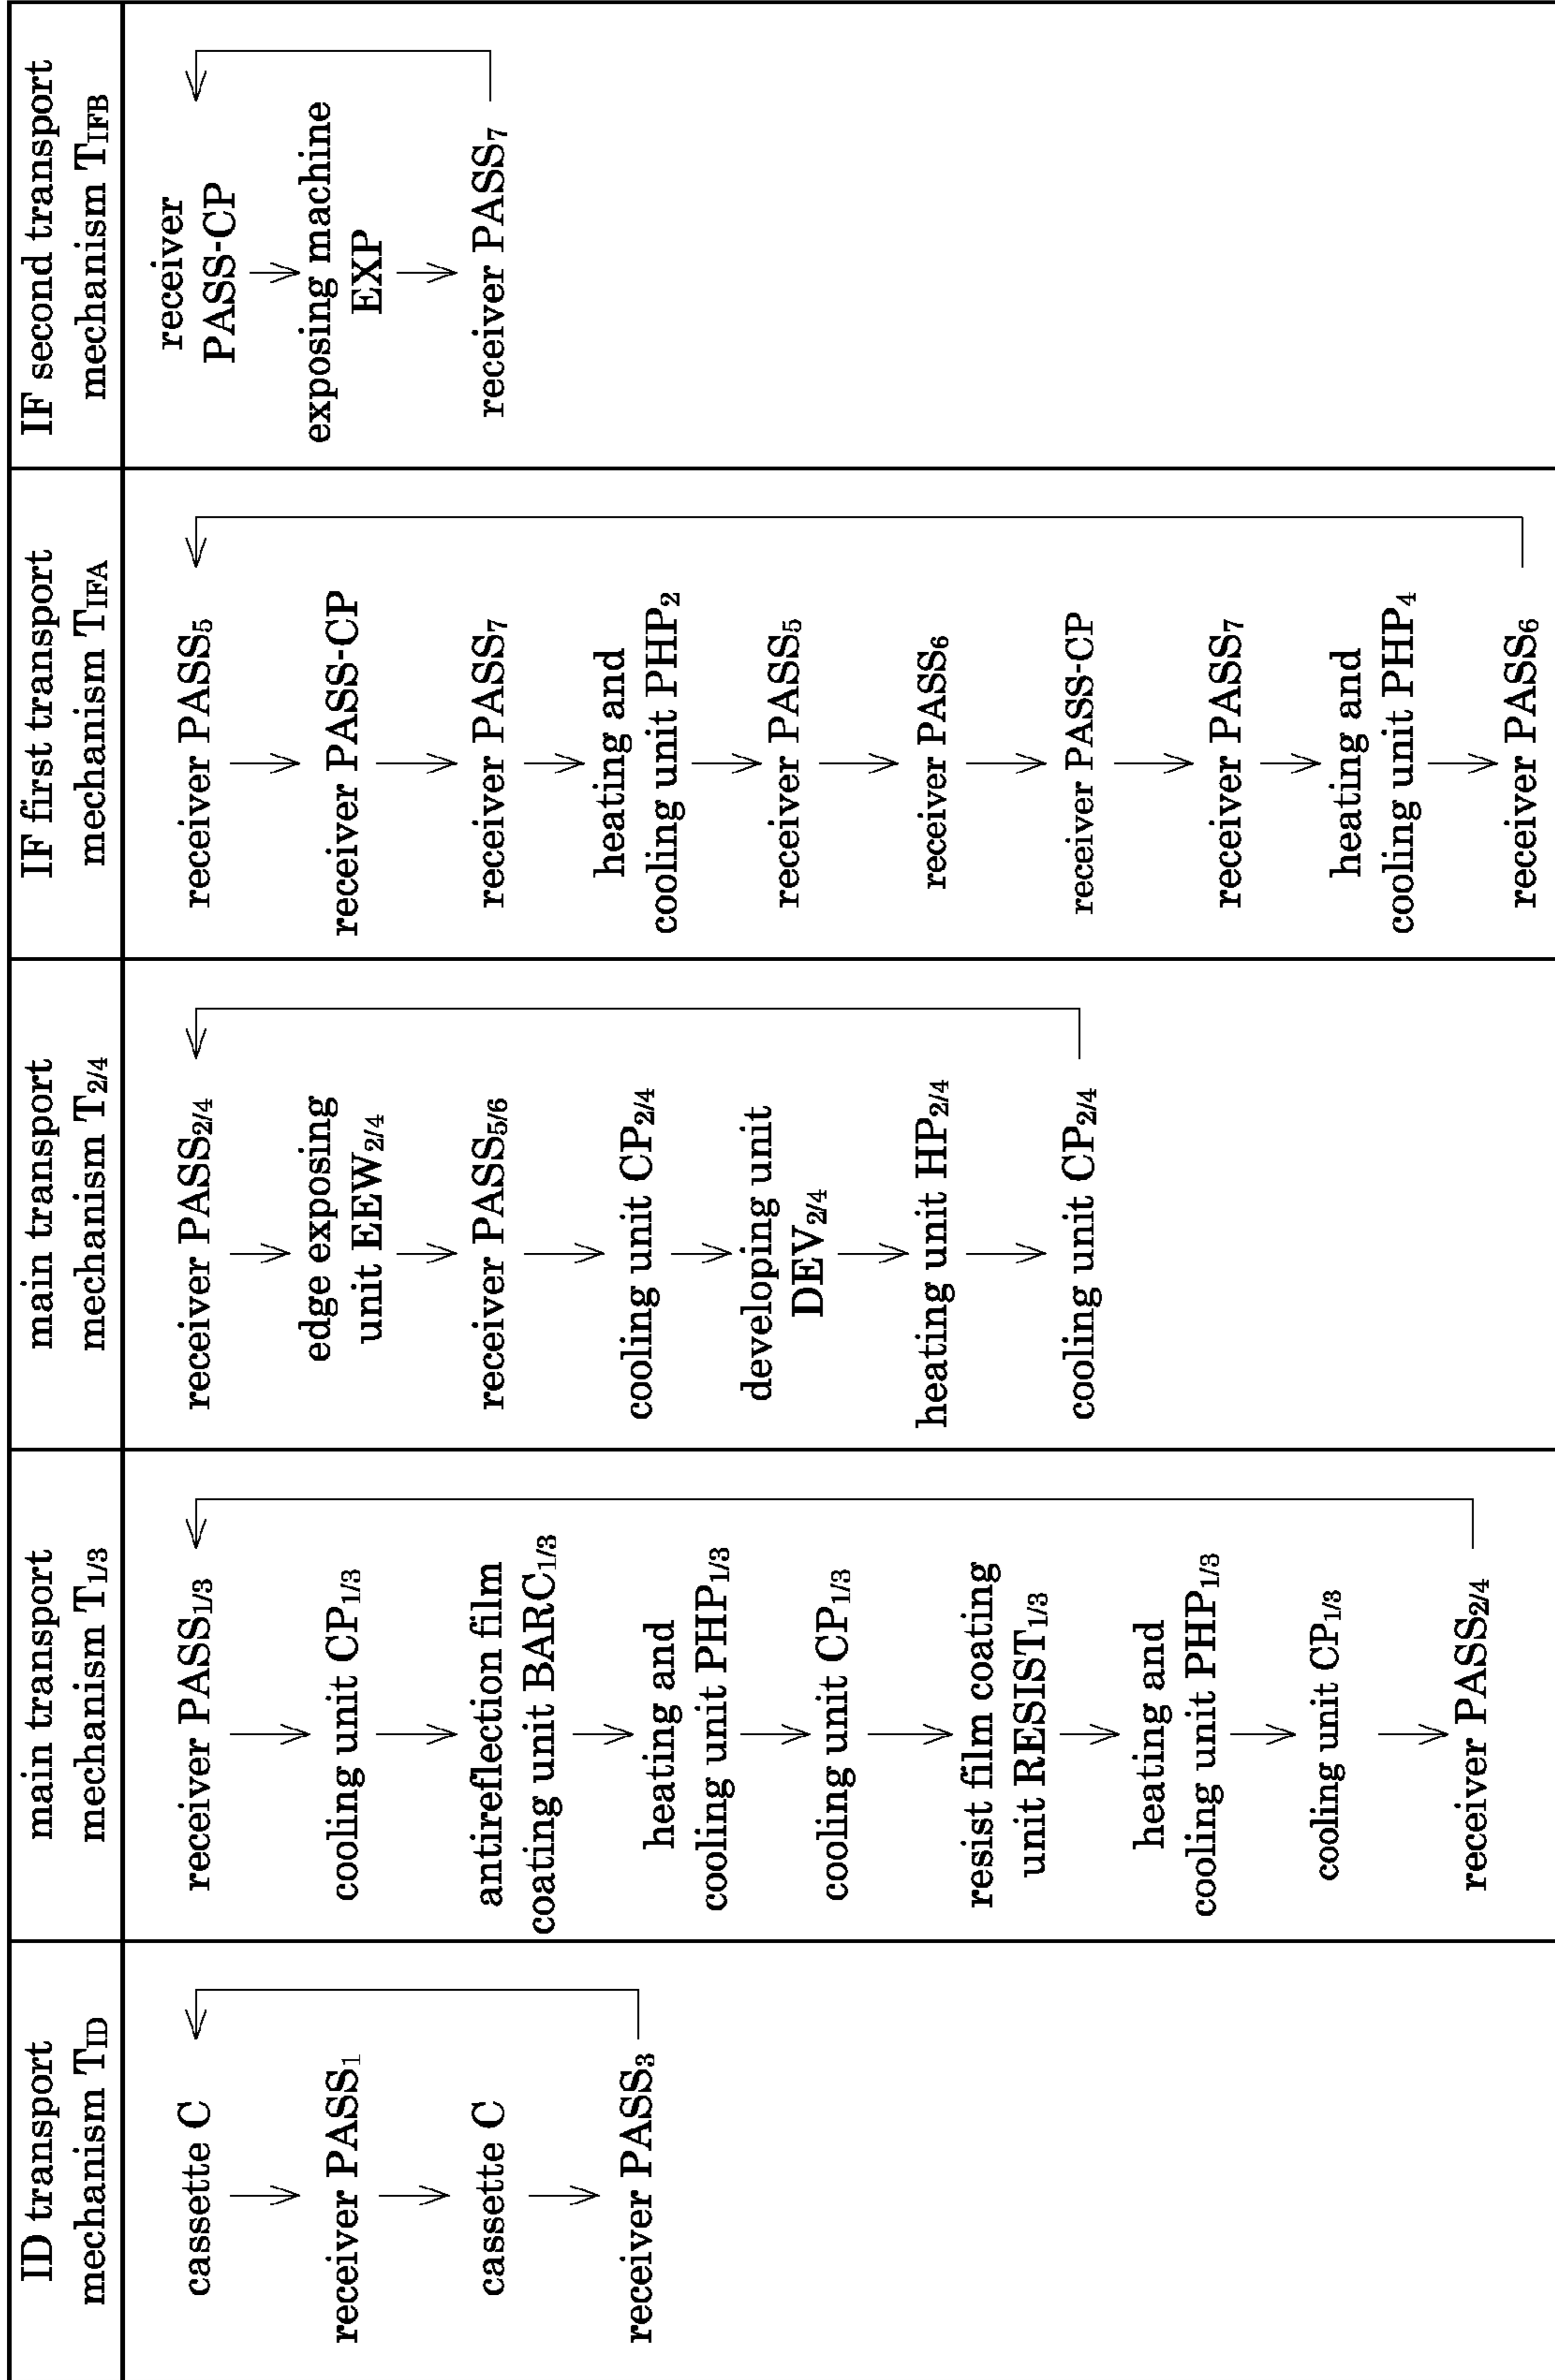 ID transport
mechanism TID
cassette C
receiver PASS1
cassette C
receiver PASS3
main transport
mechanism T1/3
receiver PASS1/3
cooling unit CP1/3
antireflection film
coating unit BARC1/3
heating and
cooling unit PHP1/3
cooling unit CP1/3
resist film coating
unit RESIST1/3
heating and
cooling unit PHP1/3
cooling unit CP1/3
receiver PASS2/4
main transport
mechanism T2/4
receiver PASS2/4
edge exposing
unit EEW2/4
receiver PASS5/6
cooling unit CP2/4
developing unit
DEV2/4
heating unit HP2/4
cooling unit CP2/4
IF first transport
mechanism TIFA
receiver PASS5
receiver PASS-CP
receiver PASS7
heating and
cooling unit PHP2
receiver PASS5
receiver PASS6
receiver PASS-CP
receiver PASS7
heating and
cooling unit PHP4
receiver PASS6
IF second transport
mechanism TIFB
receiver
PASS-CP
exposing machine
EXP
receiver PASS7